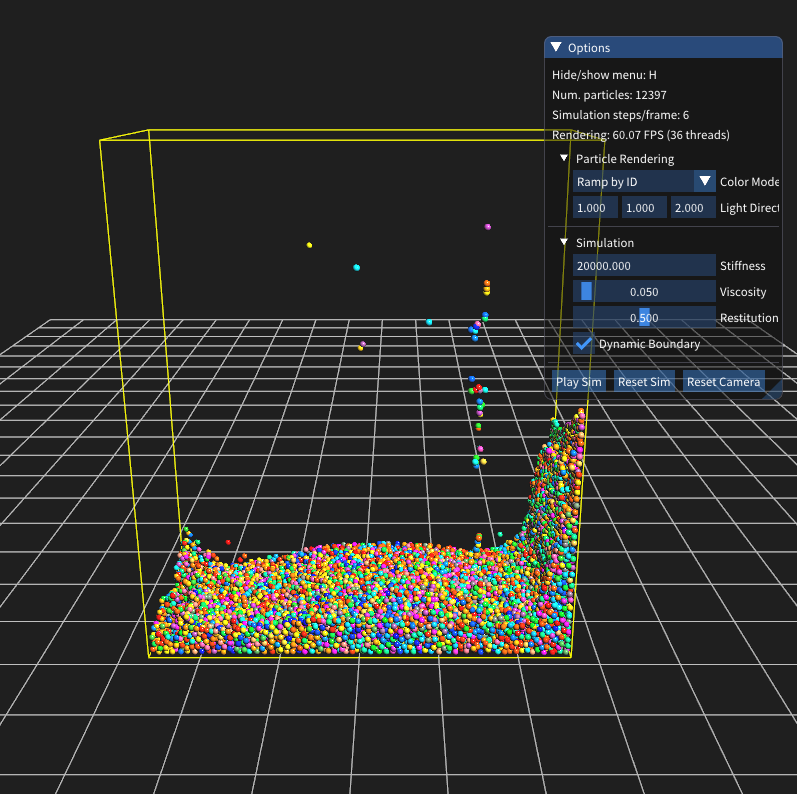 Options
Hide/show menu: H
Num. particles: 12397
Simulation steps/frame: 6
Rendering: 60.07 FPS (36 threads)
Particle Rendering
Ramp by ID Color Mode
1.000 1.000 2.000 Light Direct
Simulation
20000.000 Stiffness
0.050 Viscosity
0.500 Restitution
Dynamic Boundary
Play Sim Reset Sim Reset Camera